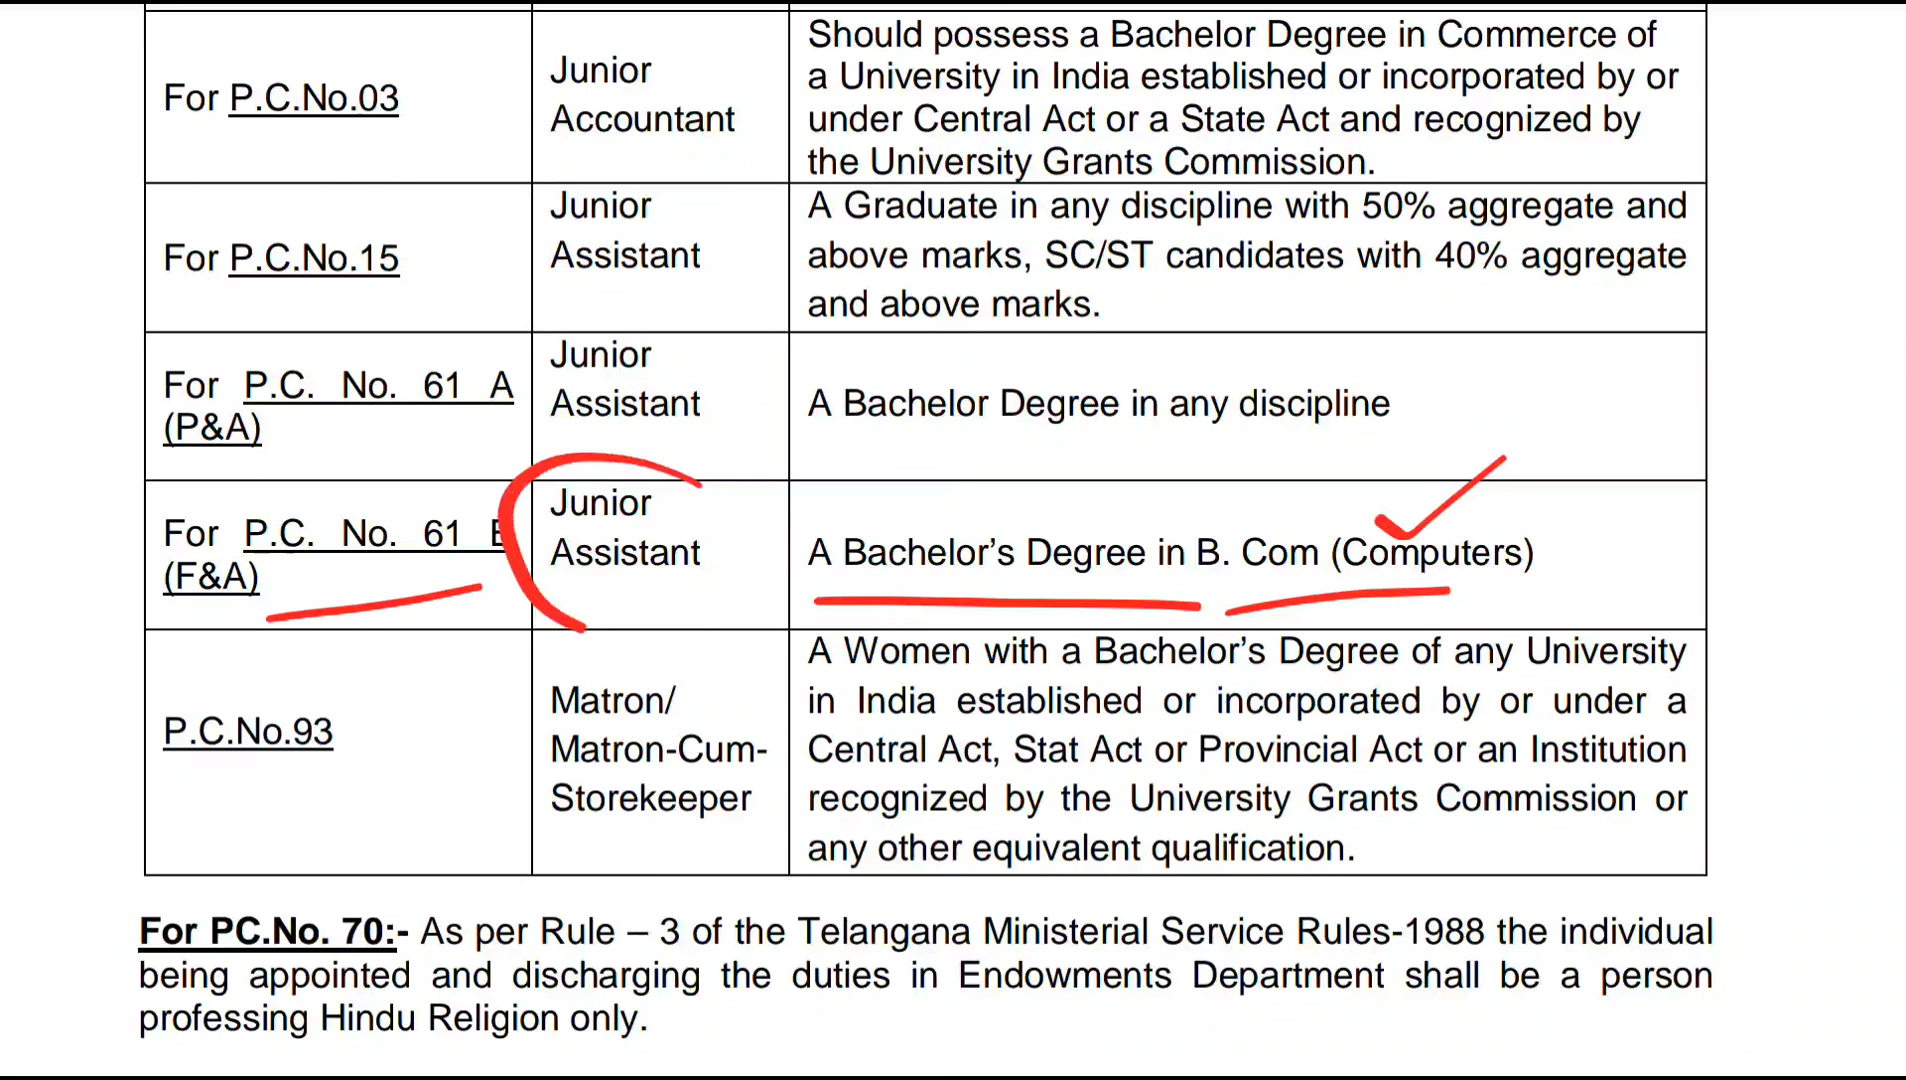 For P.C.No.03
Junior
Accountant
Should possess a Bachelor Degree in Commerce of
a University in India established or incorporated by or
under Central Act or a State Act and recognized by
the University Grants Commission.
For P.C.No.15
Junior
Assistant
A Graduate in any discipline with 50% aggregate and
above marks, SC/ST candidates with 40% aggregate
and above marks.
For P.C. No. 61 A
(P&A)
Junior
Assistant
A Bachelor Degree in any discipline
For P.C. No. 61 B
(F&A)
Junior
Assistant
A Bachelor’s Degree in B. Com (Computers)
P.C.No.93
Matron/
Matron-Cum-
Storekeeper
A Women with a Bachelor’s Degree of any University
in India established or incorporated by or under a
Central Act, Stat Act or Provincial Act or an Institution
recognized by the University Grants Commission or
any other equivalent qualification.
For PC.No. 70:- As per Rule – 3 of the Telangana Ministerial Service Rules-1988 the individual
being appointed and discharging the duties in Endowments Department shall be a person
professing Hindu Religion only.